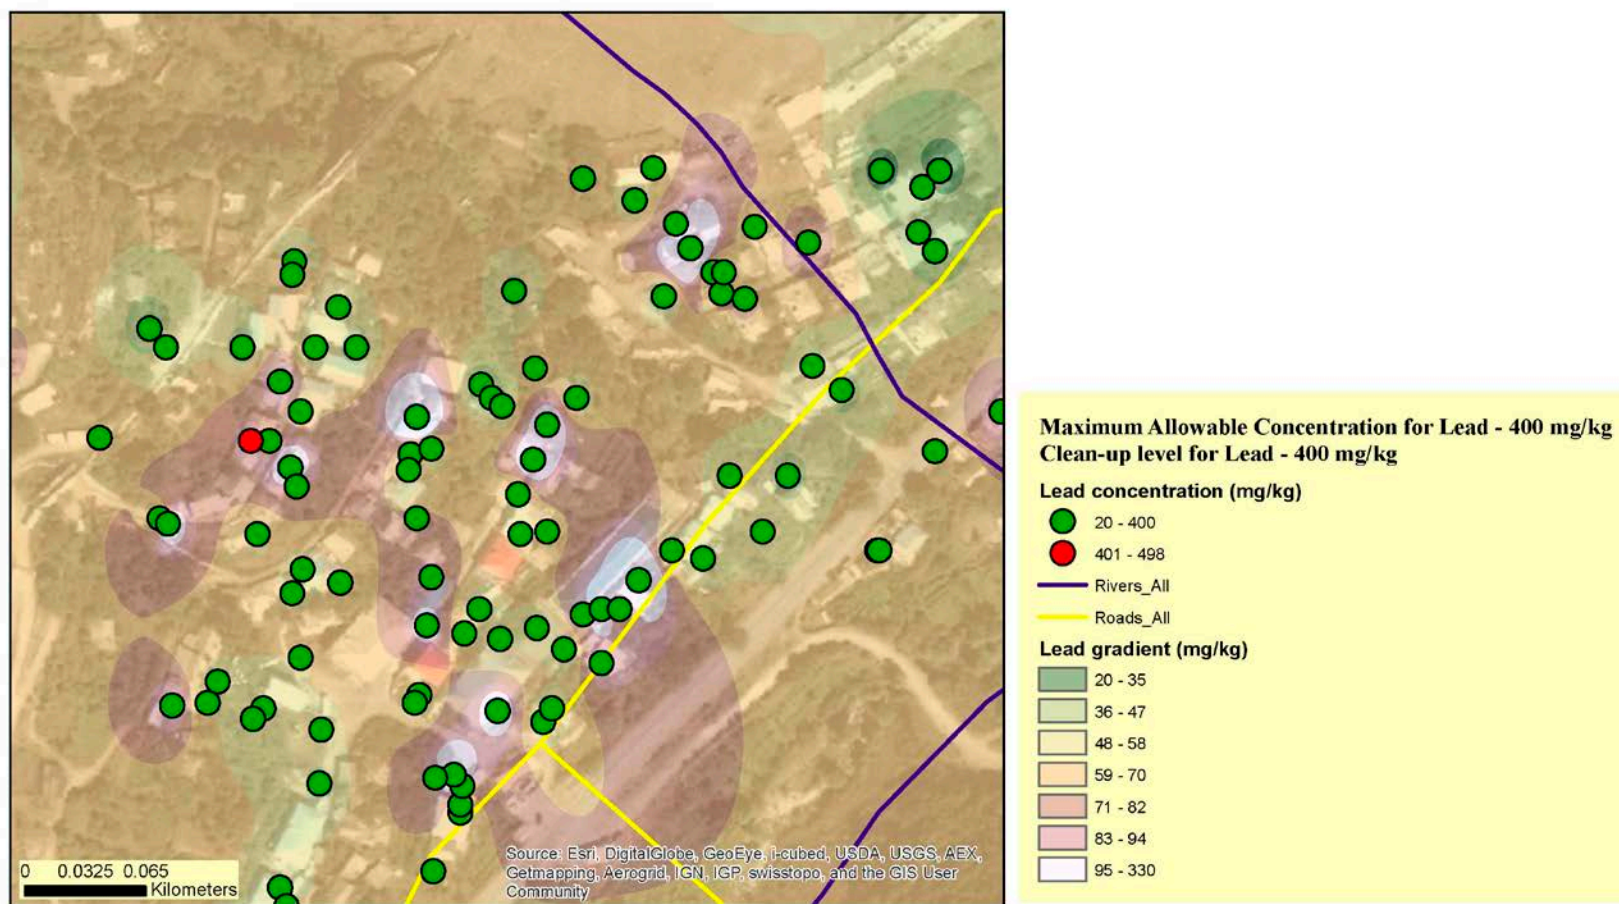 Maximum Allowable Concentration for Lead - 400 mg/kg
Clean-up level for Lead - 400 mg/kg
Lead concentration (mg/kg)
20 - 400
401 - 498
Rivers_All
Roads_All
Lead gradient (mg/kg)
20 - 35
36 - 47
48 - 58
59 - 70
71 - 82
83 - 94
95 - 330
0 0.0325 0.065
Kilometers
Source: Esri, DigitalGlobe, GeoEye, i-cubed, USDA, USGS, AEX,
Getmapping, Aerogrid, IGN, IGP, swisstopo, and the GIS User
Community